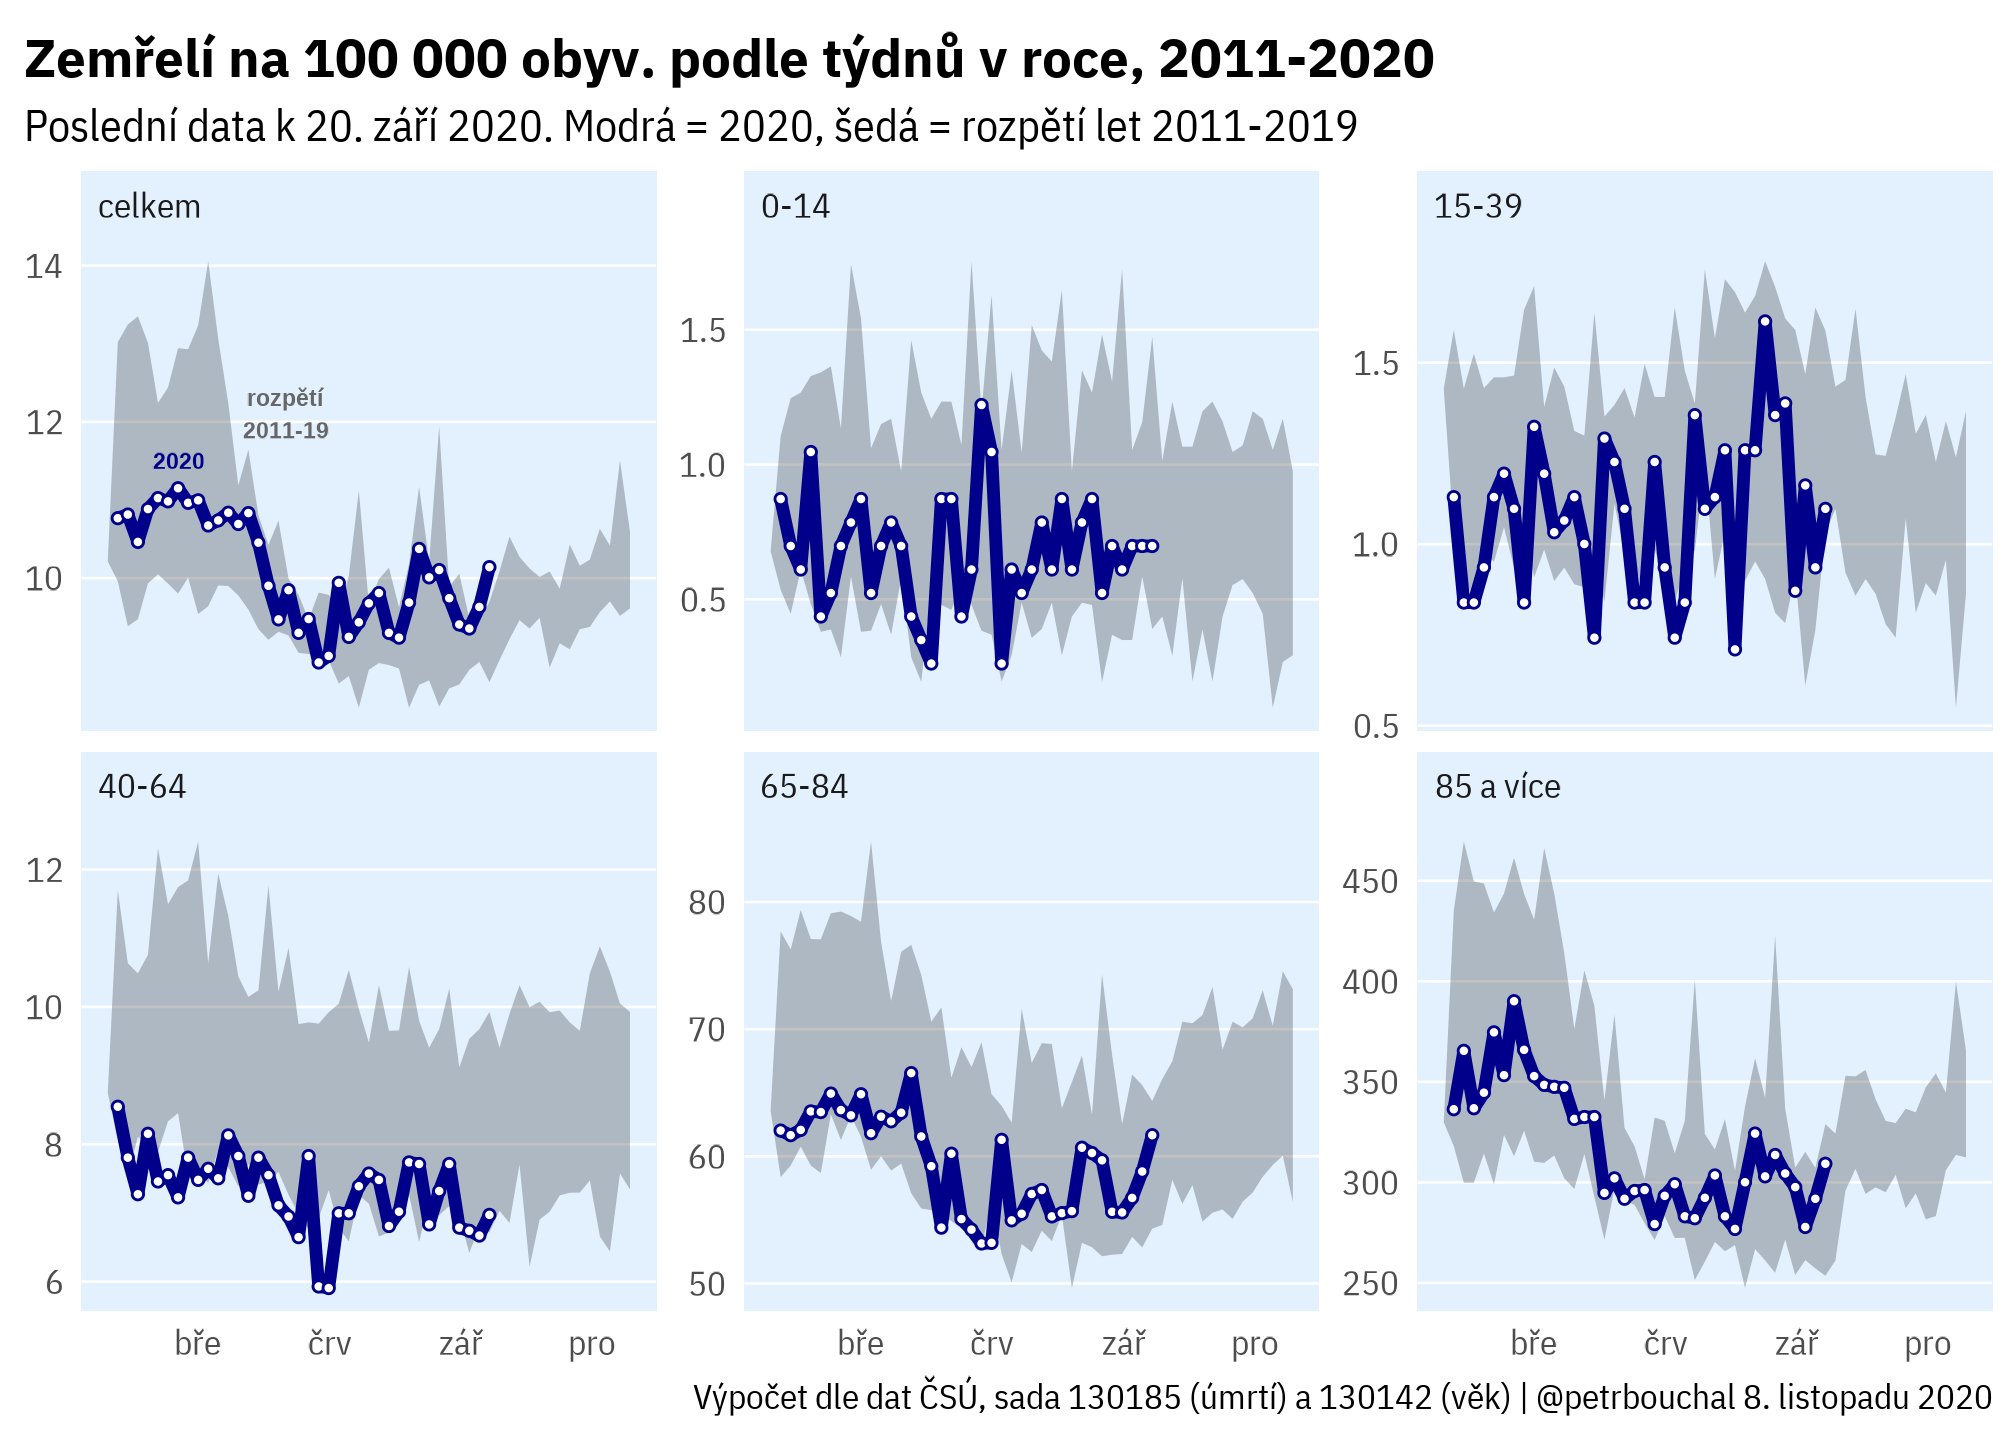 Zemřelí na 100 000 obyv. podle týdnů v roce, 2011-2020
Poslední data k 20. září 2020. Modrá = 2020, šedá = rozpětí let 2011-2019
celkem
14
12
10
rozpětí
2011-19
2020
0-14
1.5
1.0
0.5
15-39
1.5
1.0
0.5
40-64
12
10
8
6
bře
črv
zář
pro
65-84
80
70
60
50
bře
črv
zář
pro
85 a více
450
400
350
300
250
bře
črv
zář
pro
Výpočet dle dat ČSÚ, sada 130185 (úmrtí) a 130142 (věk) | @petrbouchal 8. listopadu 2020